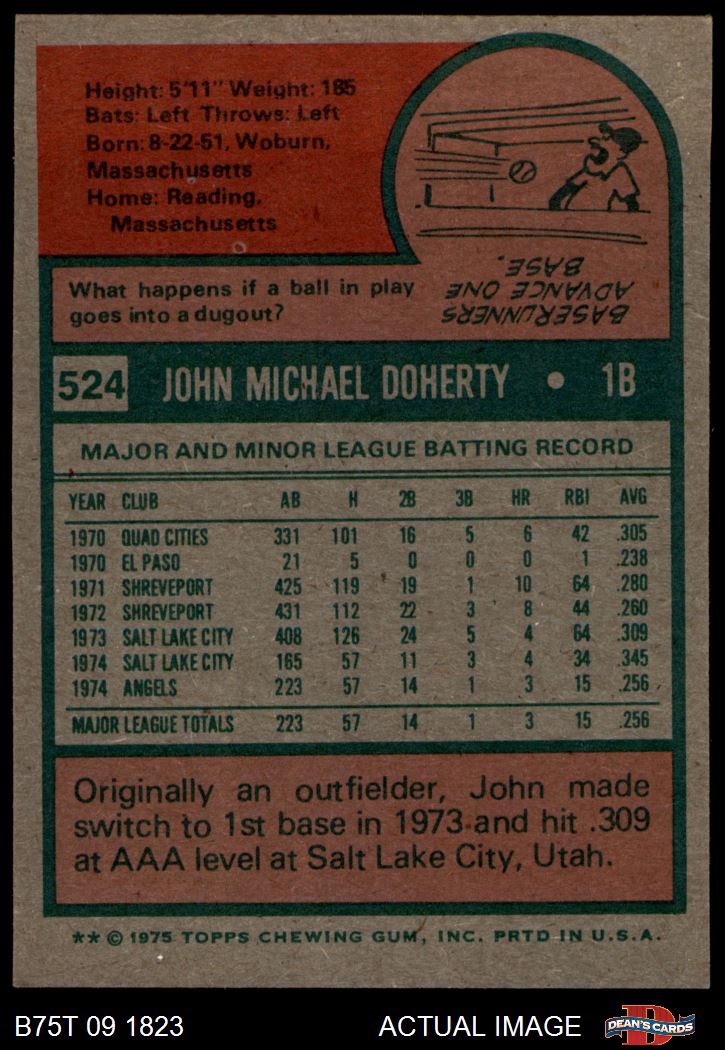 Height: 5'11" Weight: 185
Bats: Left Throws: Left
Born: 8-22-51, Woburn,
Massachusetts
Home: Reading,
Massachusetts
What happens if a ball in play
goes into a dugout?
BASERUNNERS
ADVANCE ONE
BASE.
524 JOHN MICHAEL DOHERTY • 1B
MAJOR AND MINOR LEAGUE BATTING RECORD
YEAR CLUB AB H 2B 3B HR RBI AVG
1970 QUAD CITIES 331 101 16 5 6 42 .305
1970 EL PASO 21 5 0 0 0 1 .238
1971 SHREVEPORT 425 119 19 1 10 64 .280
1972 SHREVEPORT 431 112 22 3 8 44 .260
1973 SALT LAKE CITY 408 126 24 5 4 64 .309
1974 SALT LAKE CITY 165 57 11 3 4 34 .345
1974 ANGELS 223 57 14 1 3 15 .256
MAJOR LEAGUE TOTALS 223 57 14 1 3 15 .256
Originally an outfielder, John made
switch to 1st base in 1973 and hit .309
at AAA level at Salt Lake City, Utah.
** © 1975 TOPPS CHEWING GUM, INC. PRTD IN U.S.A.
B75T 09 1823 ACTUAL IMAGE
DEAN'S CARDS